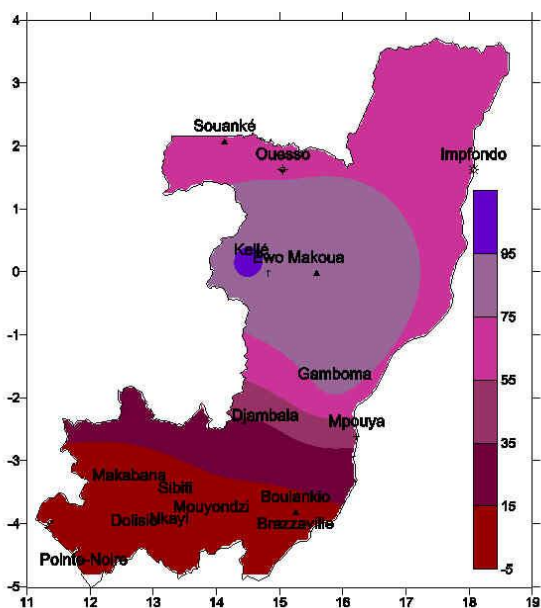 4
3
2
1
0
-1
-2
-3
-4
-5
Souanké
Ouesso
Impfondo
Kellé
Ewo Makoua
Gamboma
Djambala
Mpouya
Makabana
Sibiti
Mouyondzi
Boulankio
Dolisie
Nkayi
Brazzaville
Pointe-Noire
95
75
55
35
15
-5
11 12 13 14 15 16 17 18 19